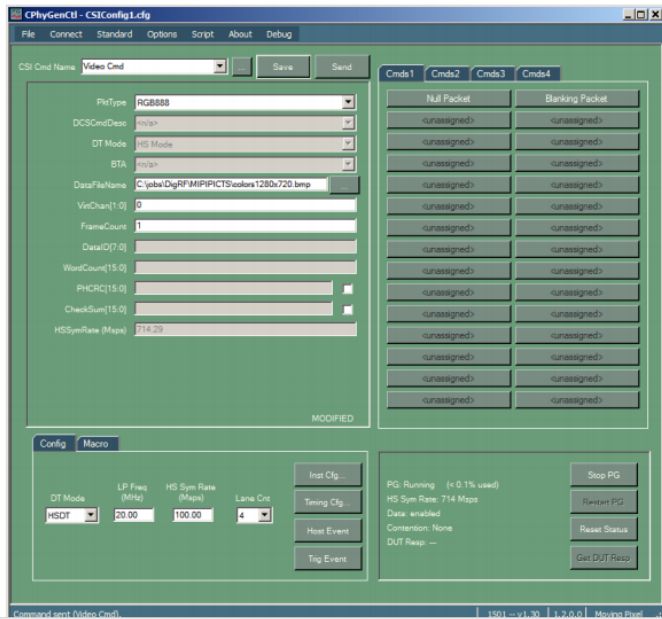 CPhyGenCtl - CSIConfig1.cfg
File Connect Standard Options Script About Debug
CSI Cmd Name Video Cmd ... Save Send
PktType RGB888
DCSCmdDesc <n/a>
DT Mode HS Mode
BTA <n/a>
DataFileName C:\jobs\DigRF\MIPIPICTS\colors1280x720.bmp ...
VirtChan[1:0] 0
FrameCount 1
DataID[7:0]
WordCount[15:0]
PHCRC[15:0]
CheckSum[15:0]
HSSymRate (Msps) 714.29
MODIFIED
Cmds1 Cmds2 Cmds3 Cmds4
Null Packet Blanking Packet
<unassigned> <unassigned>
<unassigned> <unassigned>
<unassigned> <unassigned>
<unassigned> <unassigned>
<unassigned> <unassigned>
<unassigned> <unassigned>
<unassigned> <unassigned>
<unassigned> <unassigned>
<unassigned> <unassigned>
<unassigned> <unassigned>
<unassigned> <unassigned>
<unassigned> <unassigned>
<unassigned> <unassigned>
<unassigned> <unassigned>
Config Macro
DT Mode LP Freq (MHz) HS Sym Rate (Msps) Lane Cnt
HSDT 20.00 100.00 4
Inst Cfg...
Timing Cfg...
Host Event
Trig Event
PG: Running (< 0.1% used)
HS Sym Rate: 714 Msps
Data: enabled
Contention: None
DUT Resp: ---
Stop PG
Restart PG
Reset Status
Get DUT Resp
Command sent (Video Cmd). 1501 -- v1.30 1.2.0.0 Moving Pixel